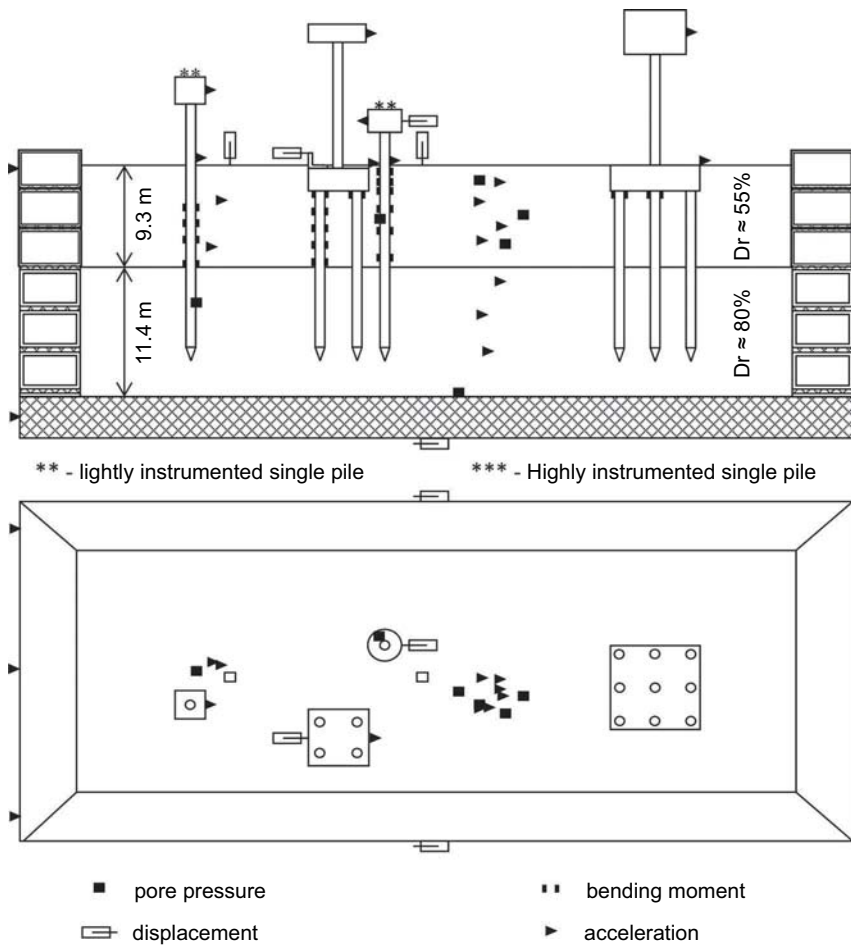 **
**
9.3 m
Dr ≈ 55%
11.4 m
Dr ≈ 80%
** - lightly instrumented single pile
*** - Highly instrumented single pile
pore pressure
bending moment
displacement
acceleration